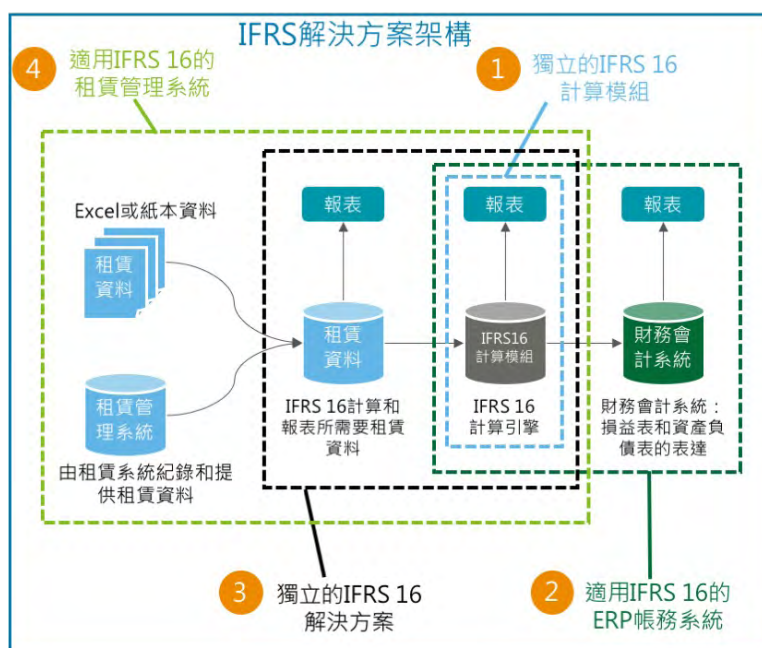 IFRS解決方案架構
4
適用IFRS 16的
租賃管理系統
1
獨立的IFRS 16
計算模組
Excel或紙本資料
租賃
資料
報表
報表
報表
租賃
資料
IFRS16
計算模組
財務會
計系統
租賃管
理系統
IFRS 16計算和
報表所需要租賃
資料
IFRS 16
計算引擎
財務會計系統：
損益表和資產負
債表的表達
由租賃系統紀錄和提
供租賃資料
3
獨立的IFRS 16
解決方案
2
適用IFRS 16的
ERP帳務系統